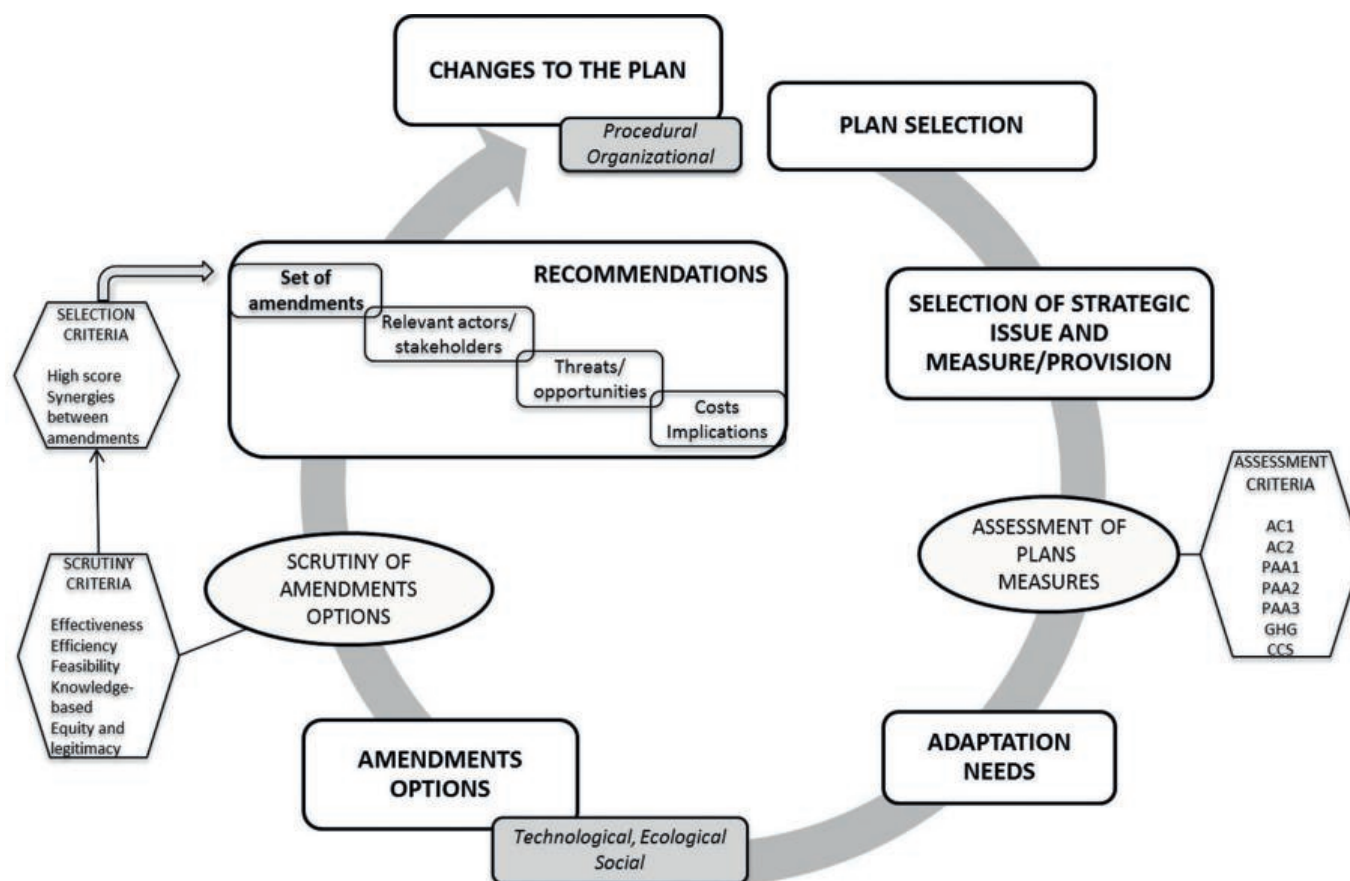 CHANGES TO THE PLAN
Procedural
Organizational
PLAN SELECTION
SELECTION OF STRATEGIC
ISSUE AND
MEASURE/PROVISION
ASSESSMENT OF
PLANS
MEASURES
ASSESSMENT
CRITERIA
AC1
AC2
PAA1
PAA2
PAA3
GHG
CCS
ADAPTATION
NEEDS
AMENDMENTS
OPTIONS
Technological, Ecological
Social
SCRUTINY OF
AMENDMENTS
OPTIONS
SCRUTINY
CRITERIA
Effectiveness
Efficiency
Feasibility
Knowledge-
based
Equity and
legitimacy
SELECTION
CRITERIA
High score
Synergies
between
amendments
RECOMMENDATIONS
Set of
amendments
Relevant actors/
stakeholders
Threats/
opportunities
Costs
Implications